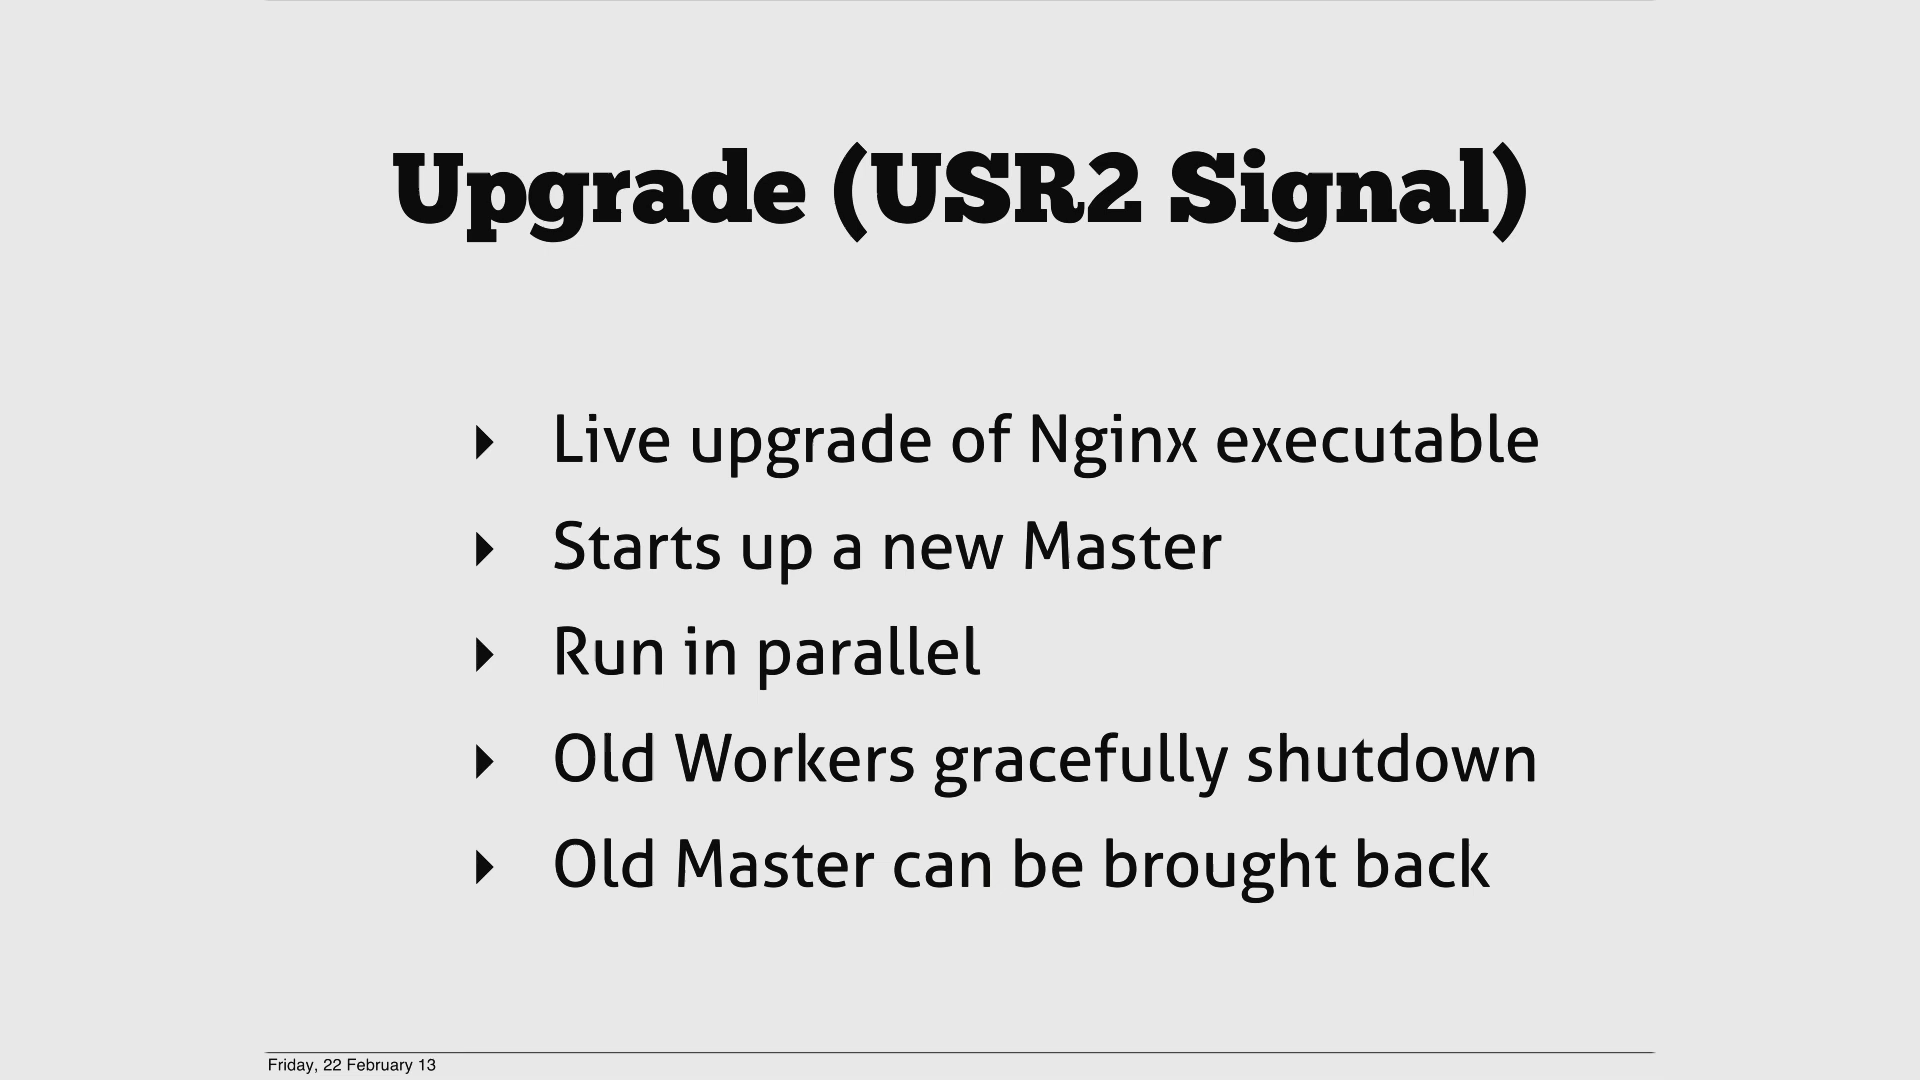 Upgrade (USR2 Signal)
Live upgrade of Nginx executable
Starts up a new Master
Run in parallel
Old Workers gracefully shutdown
Old Master can be brought back
Friday, 22 February 13